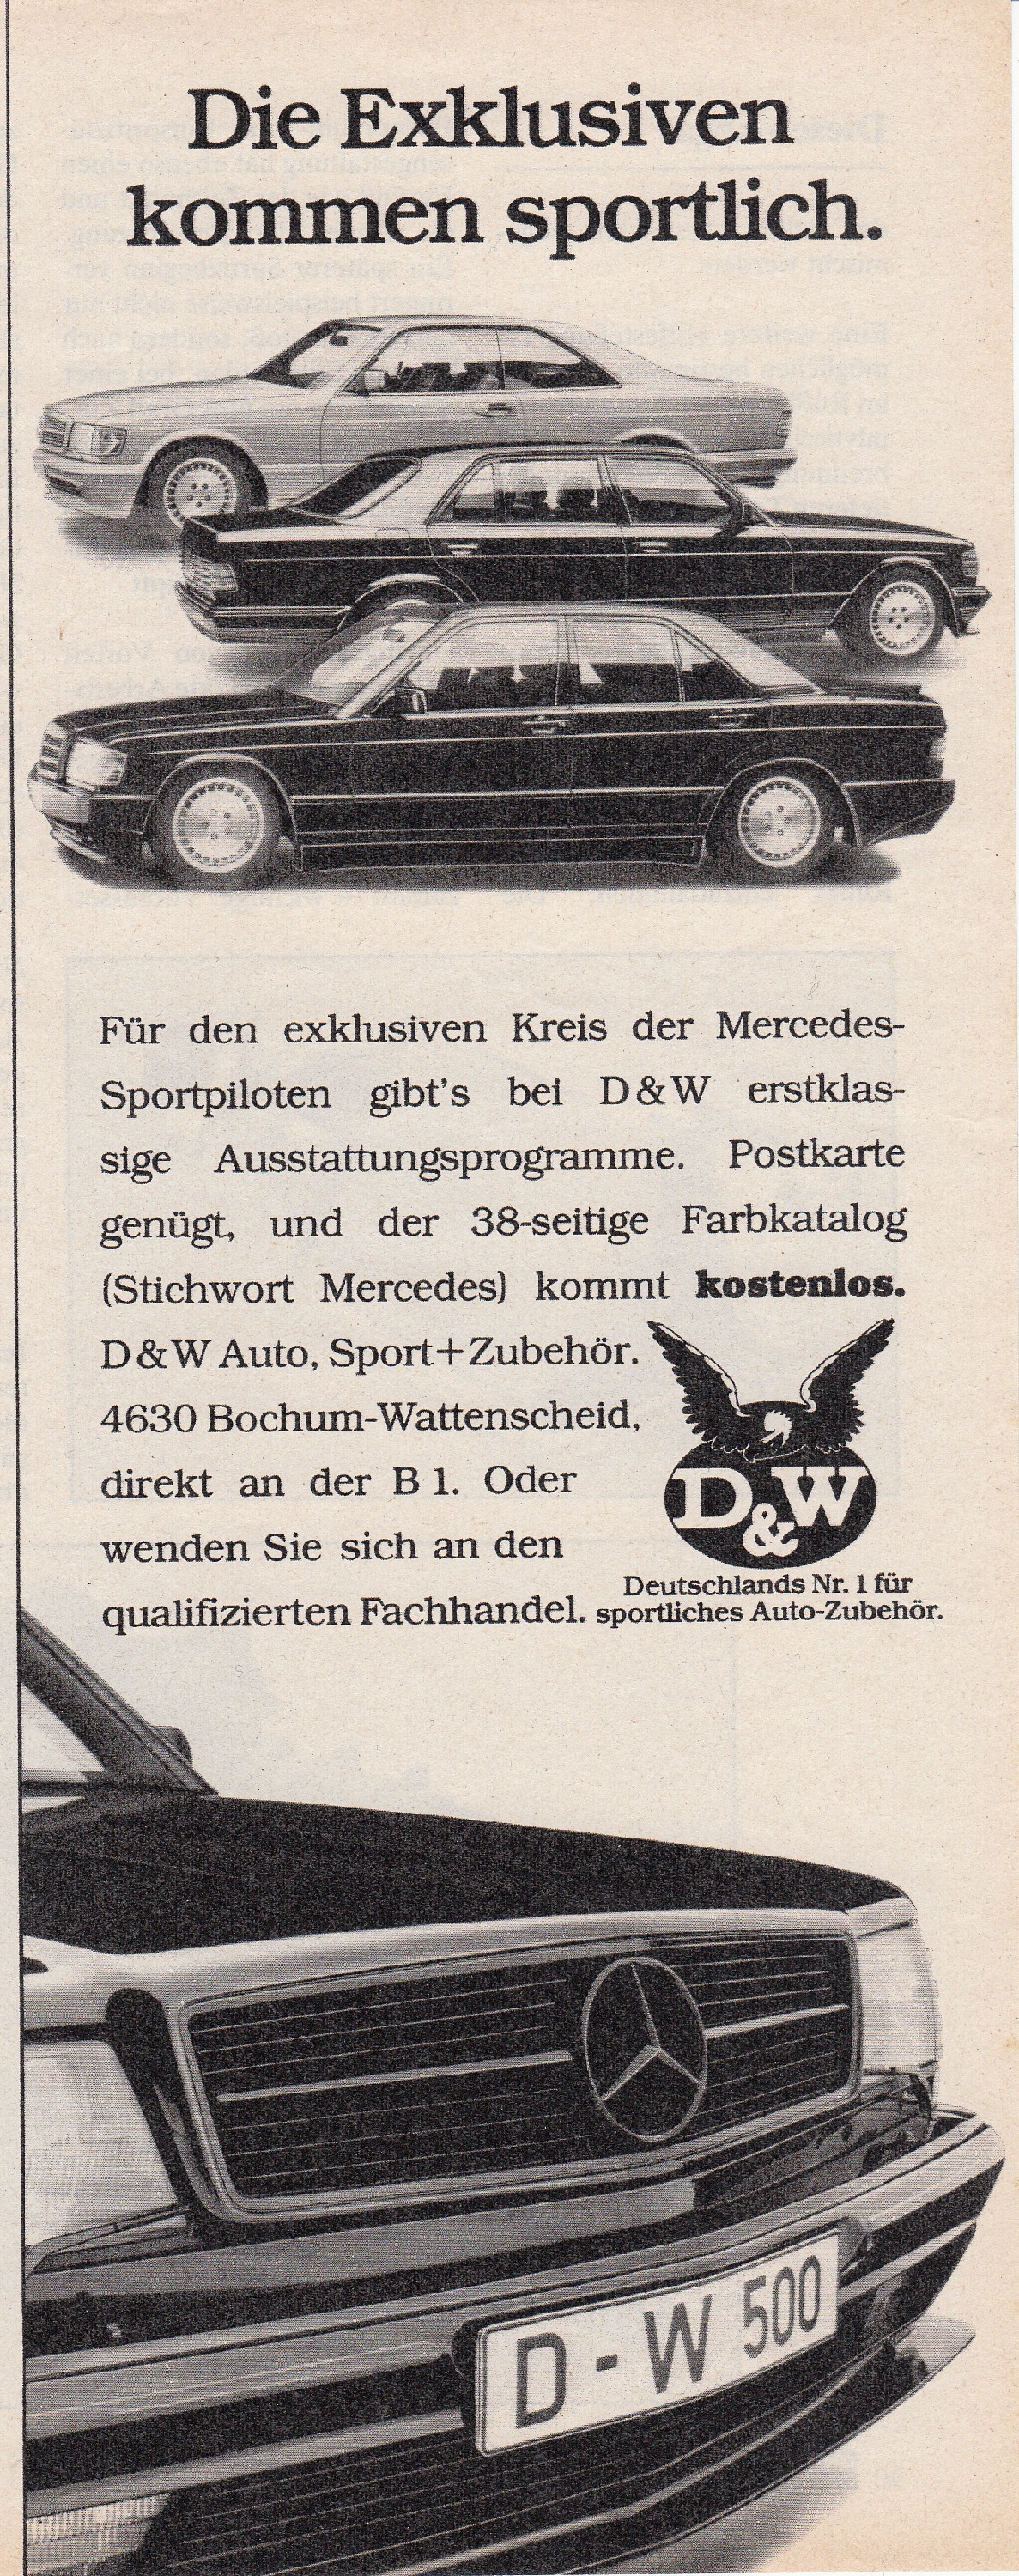 Die Exklusiven
kommen sportlich.
Für den exklusiven Kreis der Mercedes-
Sportpiloten gibt's bei D&W erstklas-
sige Ausstattungsprogramme. Postkarte
genügt, und der 38-seitige Farbkatalog
(Stichwort Mercedes) kommt kostenlos.
D&W Auto, Sport+Zubehör.
4630 Bochum-Wattenscheid,
direkt an der B 1. Oder
wenden Sie sich an den
qualifizierten Fachhandel.
D&W
Deutschlands Nr. 1 für
sportliches Auto-Zubehör.
D-W 500